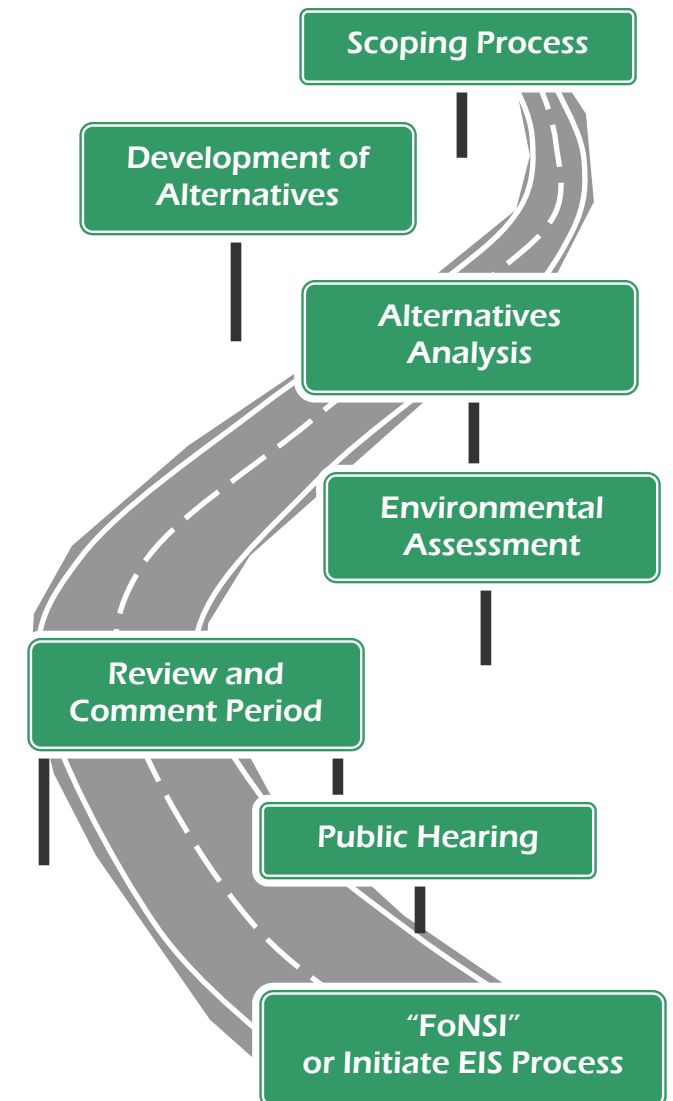 Scoping Process
Development of
Alternatives
Alternatives
Analysis
Environmental
Assessment
Review and
Comment Period
Public Hearing
“FoNSI”
or Initiate EIS Process